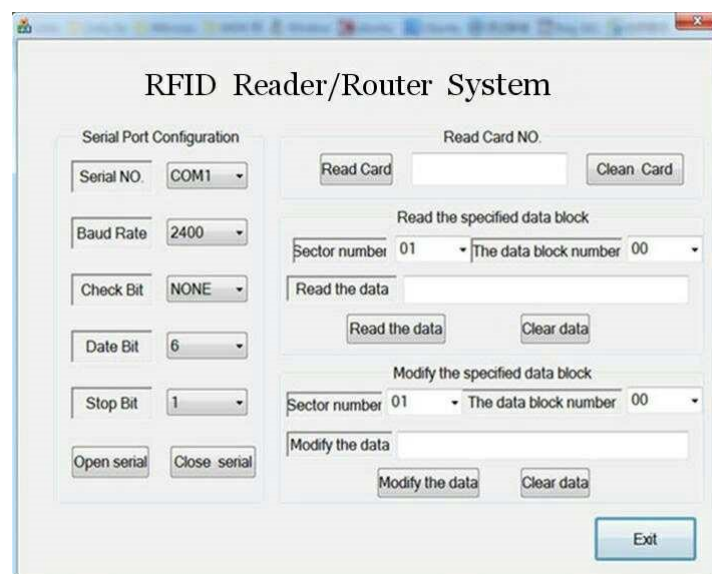 RFID Reader/Router System
Serial Port Configuration
Serial NO. COM1
Baud Rate 2400
Check Bit NONE
Date Bit 6
Stop Bit 1
Open serial Close serial
Read Card NO.
Read Card Clean Card
Read the specified data block
Sector number 01 The data block number 00
Read the data
Read the data Clear data
Modify the specified data block
Sector number 01 The data block number 00
Modify the data
Modify the data Clear data
Exit